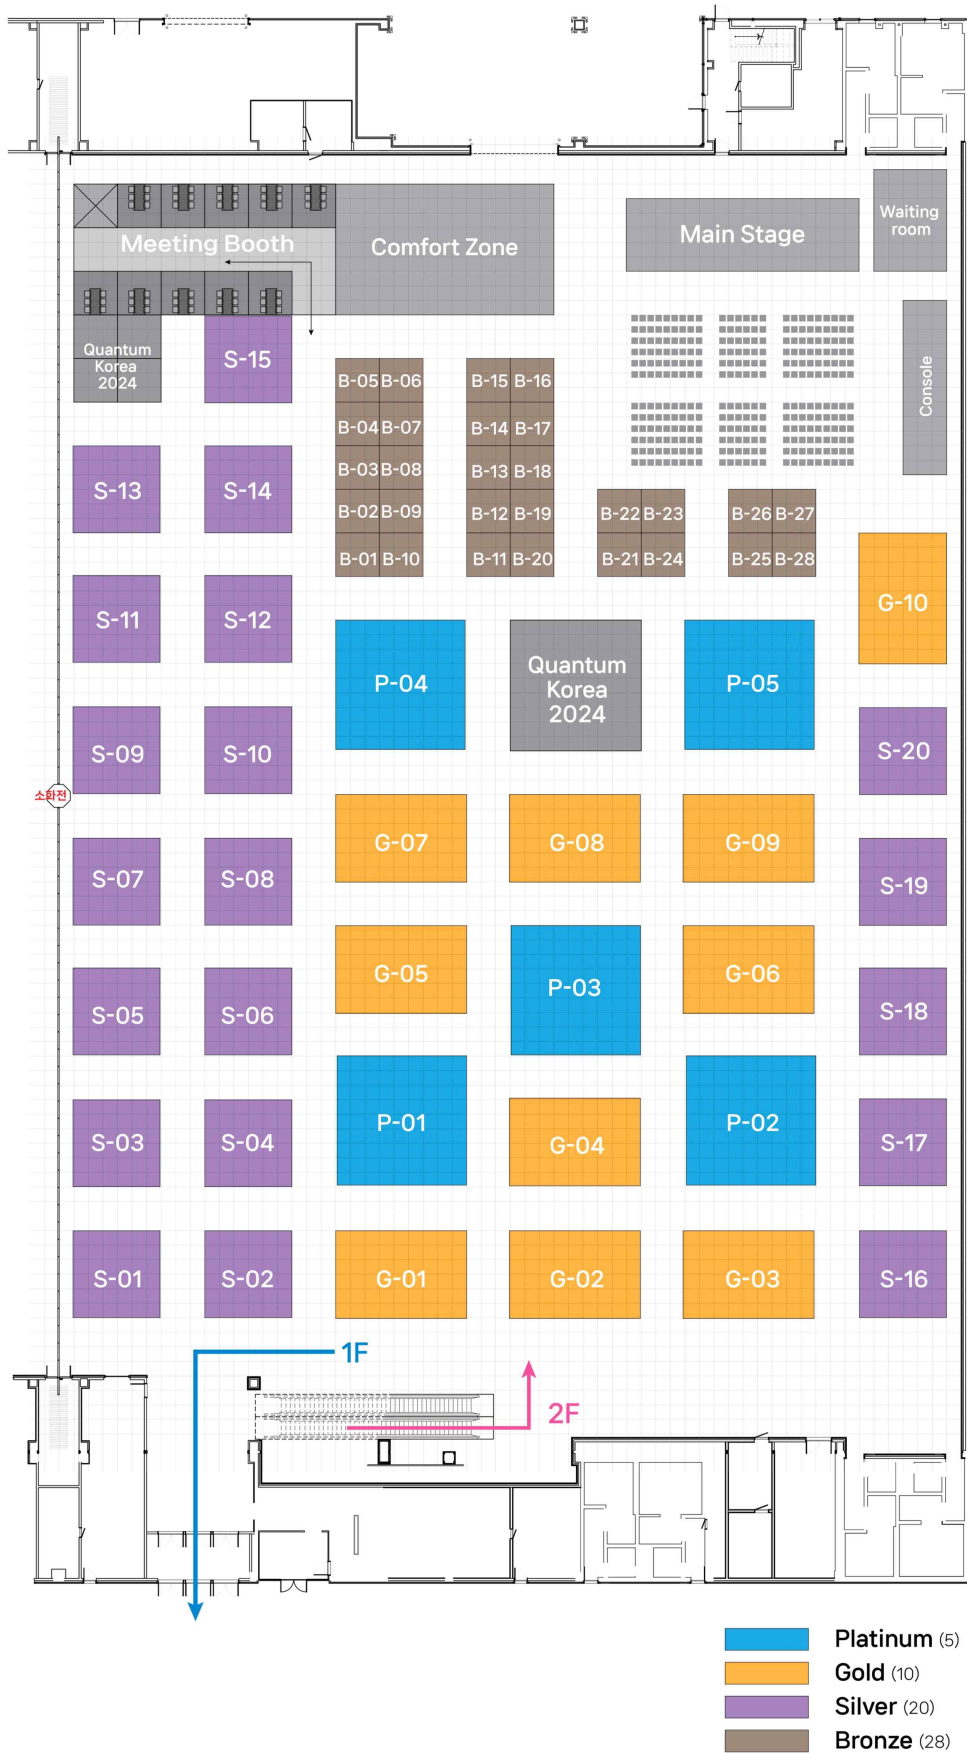 Meeting Booth
Comfort Zone
Main Stage
Waiting
room
Quantum
Korea
2024
S-15
Console
B-05 B-06
B-15 B-16
B-04 B-07
B-14 B-17
B-03 B-08
B-13 B-18
S-13
S-14
B-02 B-09
B-12 B-19
B-22 B-23
B-26 B-27
B-01 B-10
B-11 B-20
B-21 B-24
B-25 B-28
G-10
S-11
S-12
P-04
Quantum
Korea
2024
P-05
S-09
S-10
S-20
소화전
G-07
G-08
G-09
S-07
S-08
S-19
G-05
P-03
G-06
S-05
S-06
S-18
P-01
P-02
S-03
S-04
G-04
S-17
S-01
S-02
G-01
G-02
G-03
S-16
1F
2F
Platinum (5)
Gold (10)
Silver (20)
Bronze (28)